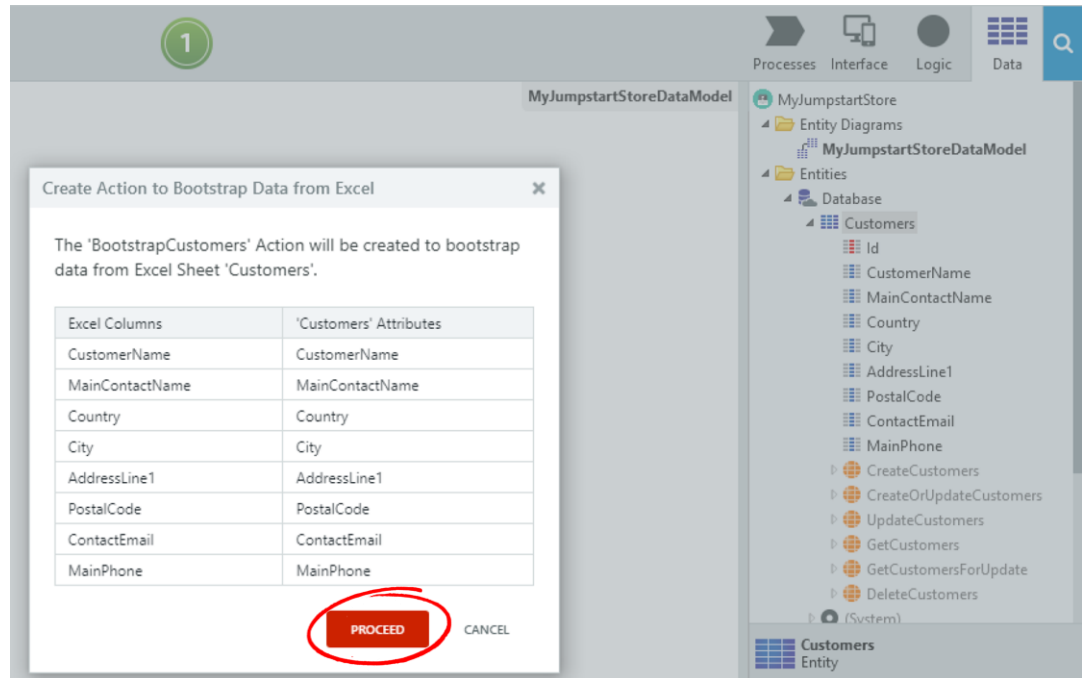 1
Processes Interface Logic Data
MyJumpstartStoreDataModel
Create Action to Bootstrap Data from Excel
The 'BootstrapCustomers' Action will be created to bootstrap
data from Excel Sheet 'Customers'.
Excel Columns 'Customers' Attributes
CustomerName CustomerName
MainContactName MainContactName
Country Country
City City
AddressLine1 AddressLine1
PostalCode PostalCode
ContactEmail ContactEmail
MainPhone MainPhone
PROCEED CANCEL
MyJumpstartStore
Entity Diagrams
MyJumpstartStoreDataModel
Entities
Database
Customers
Id
CustomerName
MainContactName
Country
City
AddressLine1
PostalCode
ContactEmail
MainPhone
CreateCustomers
CreateOrUpdateCustomers
UpdateCustomers
GetCustomers
GetCustomersForUpdate
DeleteCustomers
(System)
Customers
Entity